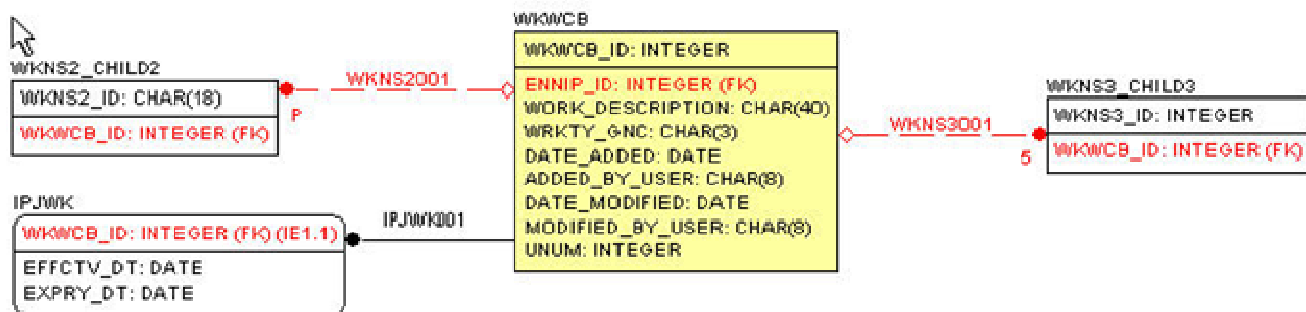 WKWCB
WKWCB_ID: INTEGER
ENNIP_ID: INTEGER (FK)
WORK_DESCRIPTION: CHAR(40)
WRKTY_GNC: CHAR(3)
DATE_ADDED: DATE
ADDED_BY_USER: CHAR(8)
DATE_MODIFIED: DATE
MODIFIED_BY_USER: CHAR(8)
UNUM: INTEGER
WKNS2_CHILD2
WKNS2_ID: CHAR(18)
WKWCB_ID: INTEGER (FK)
WKNS2001
P
IPJWK
WKWCB_ID: INTEGER (FK) (IE1.1)
EFFCTV_DT: DATE
EXPRY_DT: DATE
IPJWK001
WKNS3001
5
WKNS3_CHILD3
WKNS3_ID: INTEGER
WKWCB_ID: INTEGER (FK)